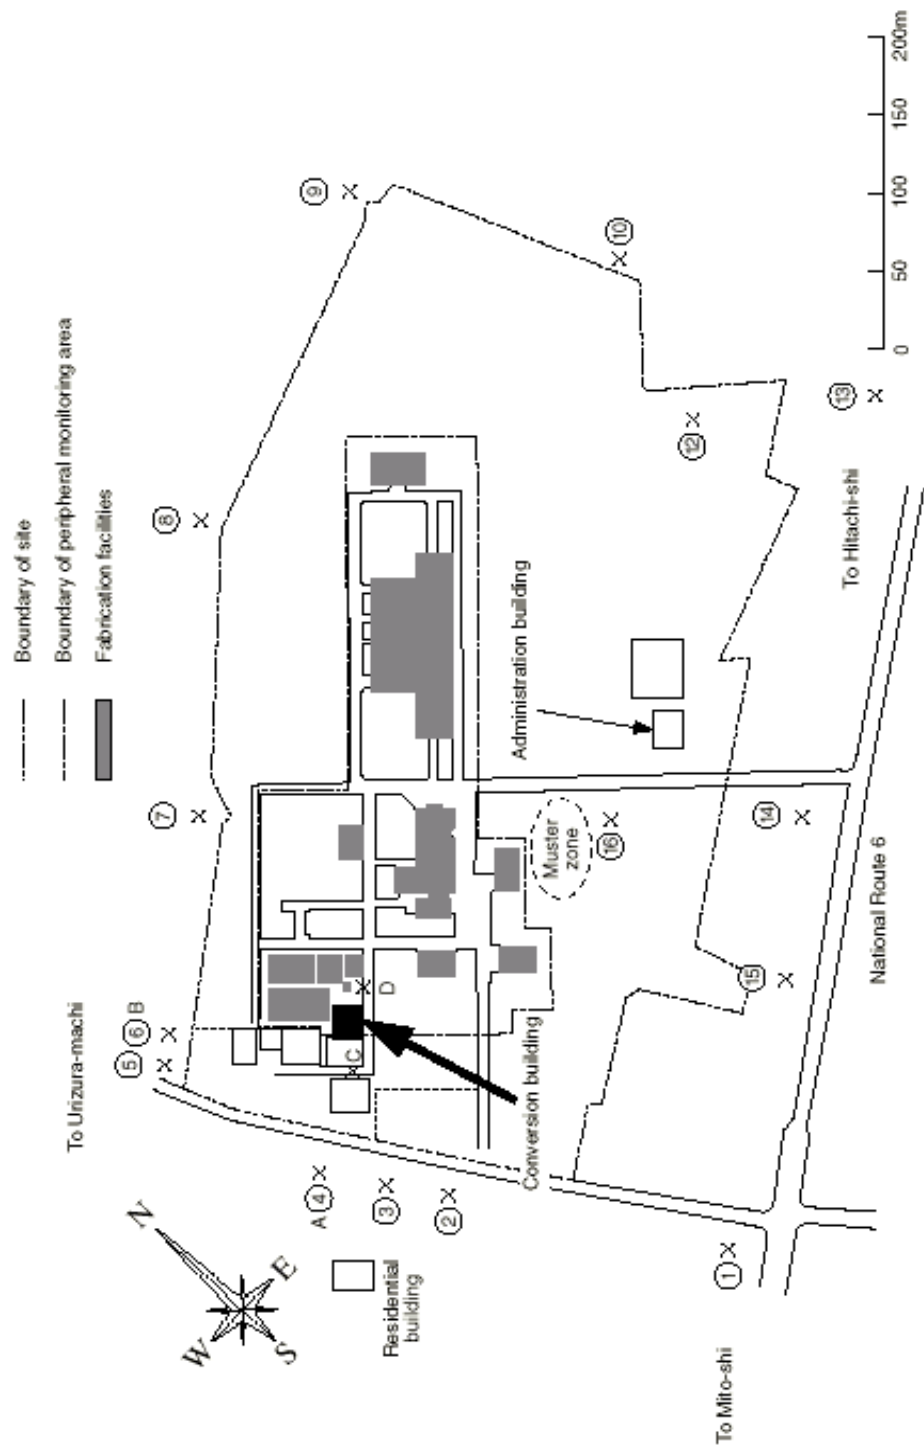 Boundary of site
Boundary of peripheral monitoring area
Fabrication facilities
To Urizura-machi
5
6 B
7
8
9
10
12
13
14
15
16
1
2
3
A 4
C
D
N
E
S
W
Residential
building
Conversion building
Muster
zone
Administration building
To Hitachi-shi
National Route 6
To Mito-shi
0
50
100
150
200m